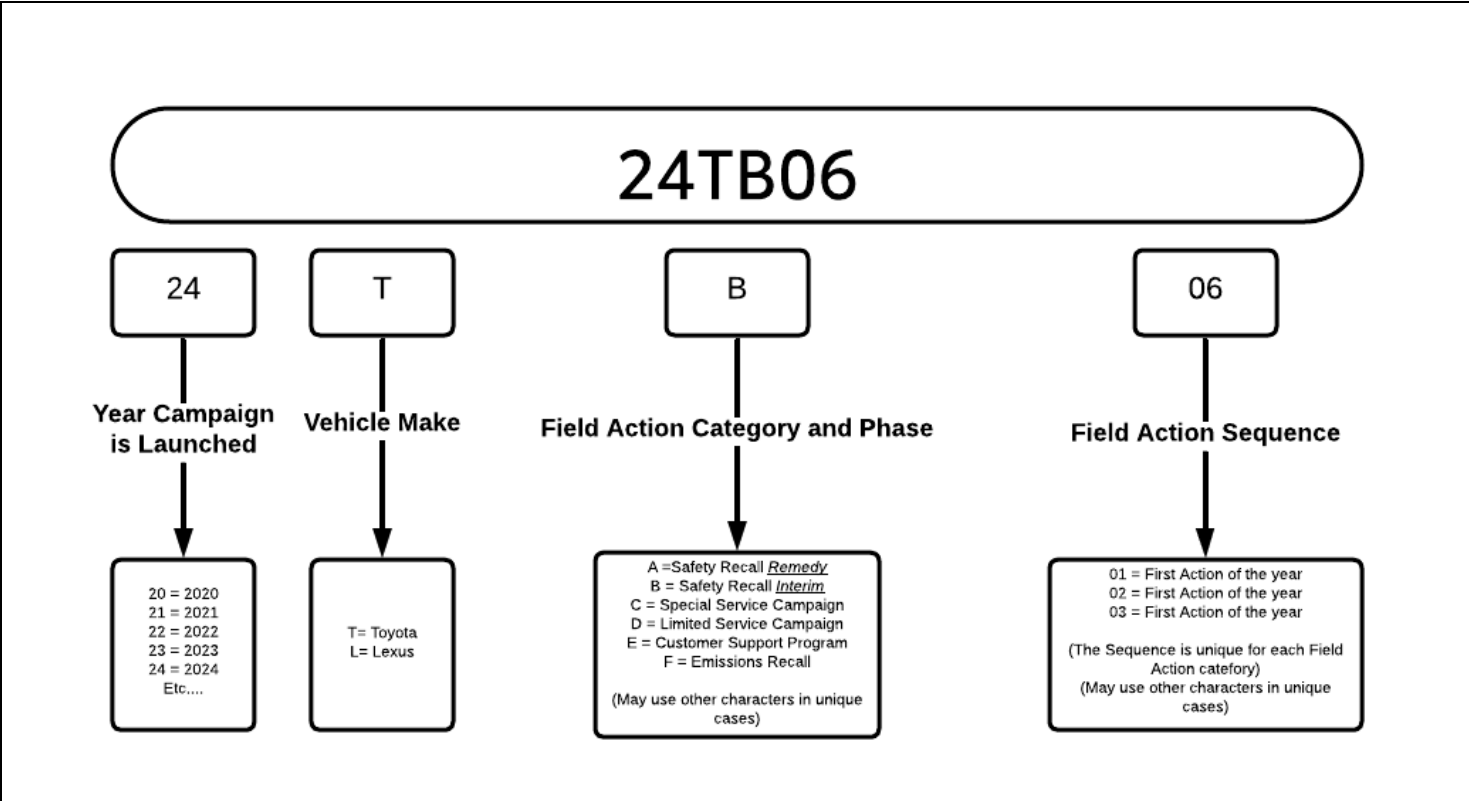 24TB06
24
T
B
06
Year Campaign
is Launched
Vehicle Make
Field Action Category and Phase
Field Action Sequence
20 = 2020
21 = 2021
22 = 2022
23 = 2023
24 = 2024
Etc....
T= Toyota
L= Lexus
A =Safety Recall Remedy
B = Safety Recall Interim
C = Special Service Campaign
D = Limited Service Campaign
E = Customer Support Program
F = Emissions Recall
(May use other characters in unique
cases)
01 = First Action of the year
02 = First Action of the year
03 = First Action of the year
(The Sequence is unique for each Field
Action catefory)
(May use other characters in unique
cases)